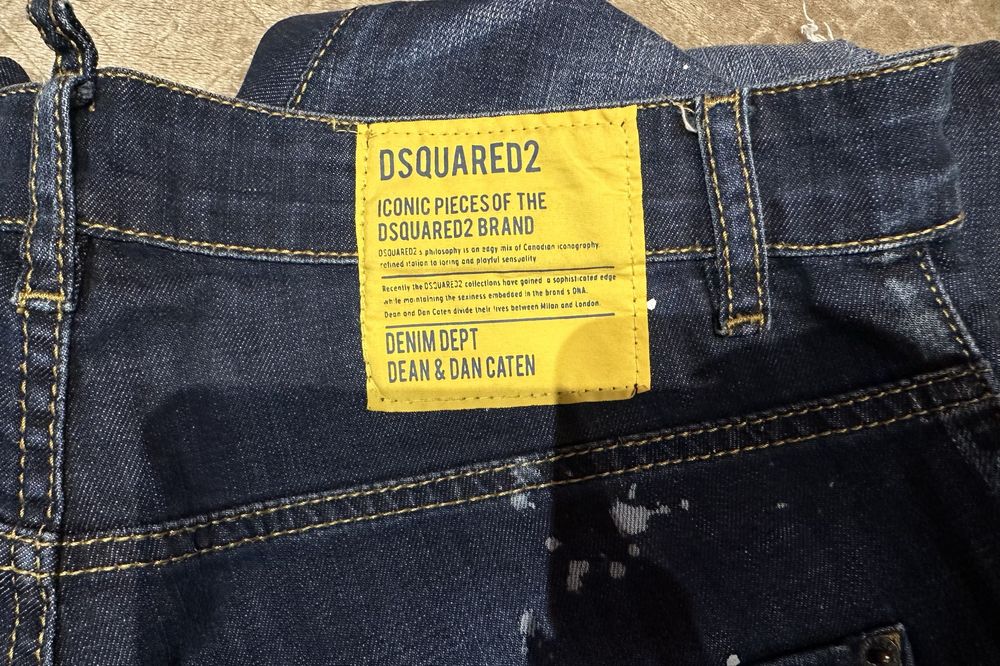 DSQUARED2
ICONIC PIECES OF THE
DSQUARED2 BRAND
DSQUARED2 s philosophy is an edgy mix of Canadian iconography.
refined italian ta loring and playful sensuality
Recently the DSQUARED2 collections have gained a sophisticated edge
while maintaining the sexiness embedded in the brand s DNA.
Dean and Dan Caten divide their lives between Milan and London.
DENIM DEPT
DEAN & DAN CATEN